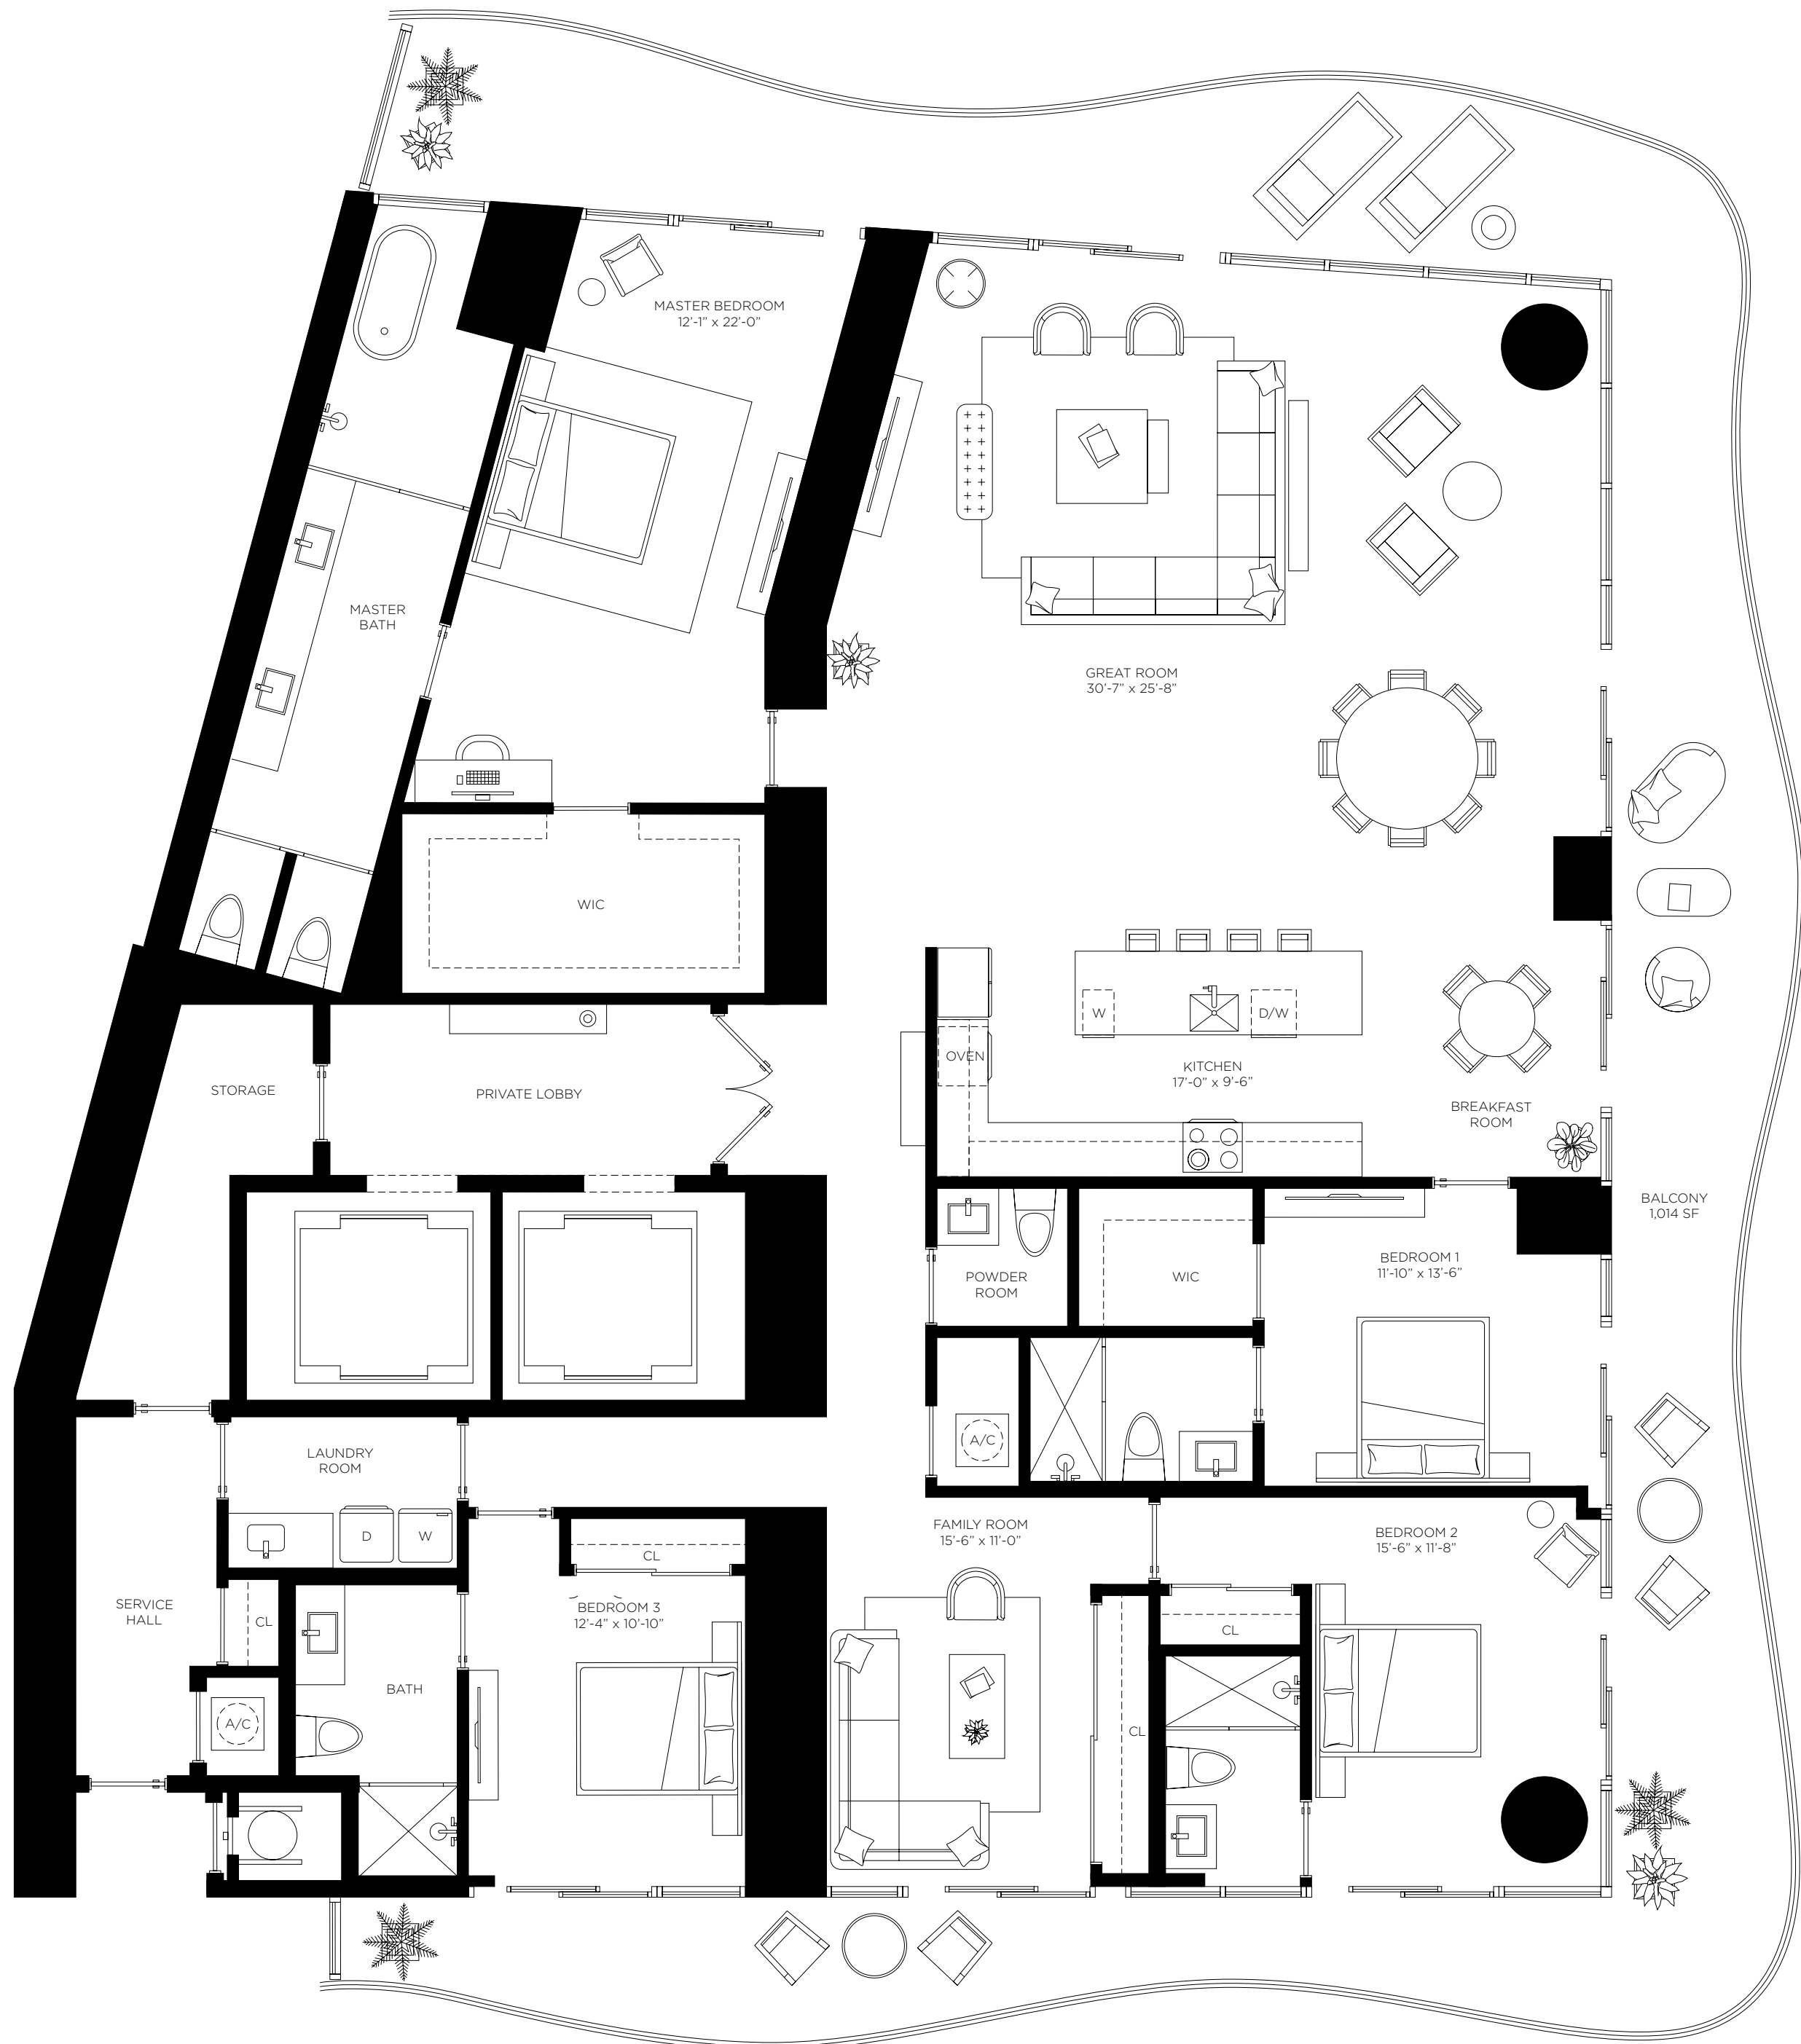 MASTER BEDROOM
12'-1" x 22'-0"
MASTER
BATH
GREAT ROOM
30'-7" x 25'-8"
WIC
W
D/W
OVEN
KITCHEN
17'-0" x 9'-6"
STORAGE
PRIVATE LOBBY
BREAKFAST
ROOM
BALCONY
1,014 SF
POWDER
ROOM
WIC
BEDROOM 1
11'-10" x 13'-6"
A/C
LAUNDRY
ROOM
D
W
FAMILY ROOM
15'-6" x 11'-0"
BEDROOM 2
15'-6" x 11'-8"
CL
SERVICE
HALL
CL
BEDROOM 3
12'-4" x 10'-10"
CL
BATH
A/C
CL